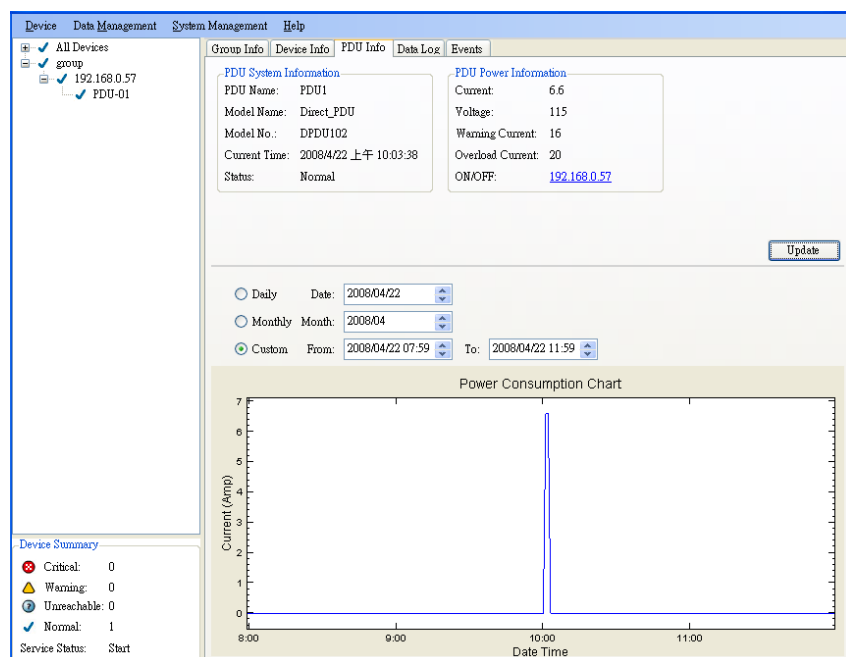 Device Data Management System Management Help
All Devices
group
192.168.0.57
PDU-01
Group Info Device Info PDU Info Data Log Events
PDU System Information
PDU Name: PDU1
Model Name: Direct_PDU
Model No.: DPDU102
Current Time: 2008/4/22 上午 10:03:38
Status: Normal
PDU Power Information
Current: 6.6
Voltage: 115
Warning Current: 16
Overload Current: 20
ON/OFF: 192.168.0.57
Update
Daily Date: 2008/04/22
Monthly Month: 2008/04
Custom From: 2008/04/22 07:59 To: 2008/04/22 11:59
Power Consumption Chart
7
6
5
4
3
2
1
0
Current (Amp)
8:00 9:00 10:00 11:00
Date Time
Device Summary
Critical: 0
Warning: 0
Unreachable: 0
Normal: 1
Service Status: Start